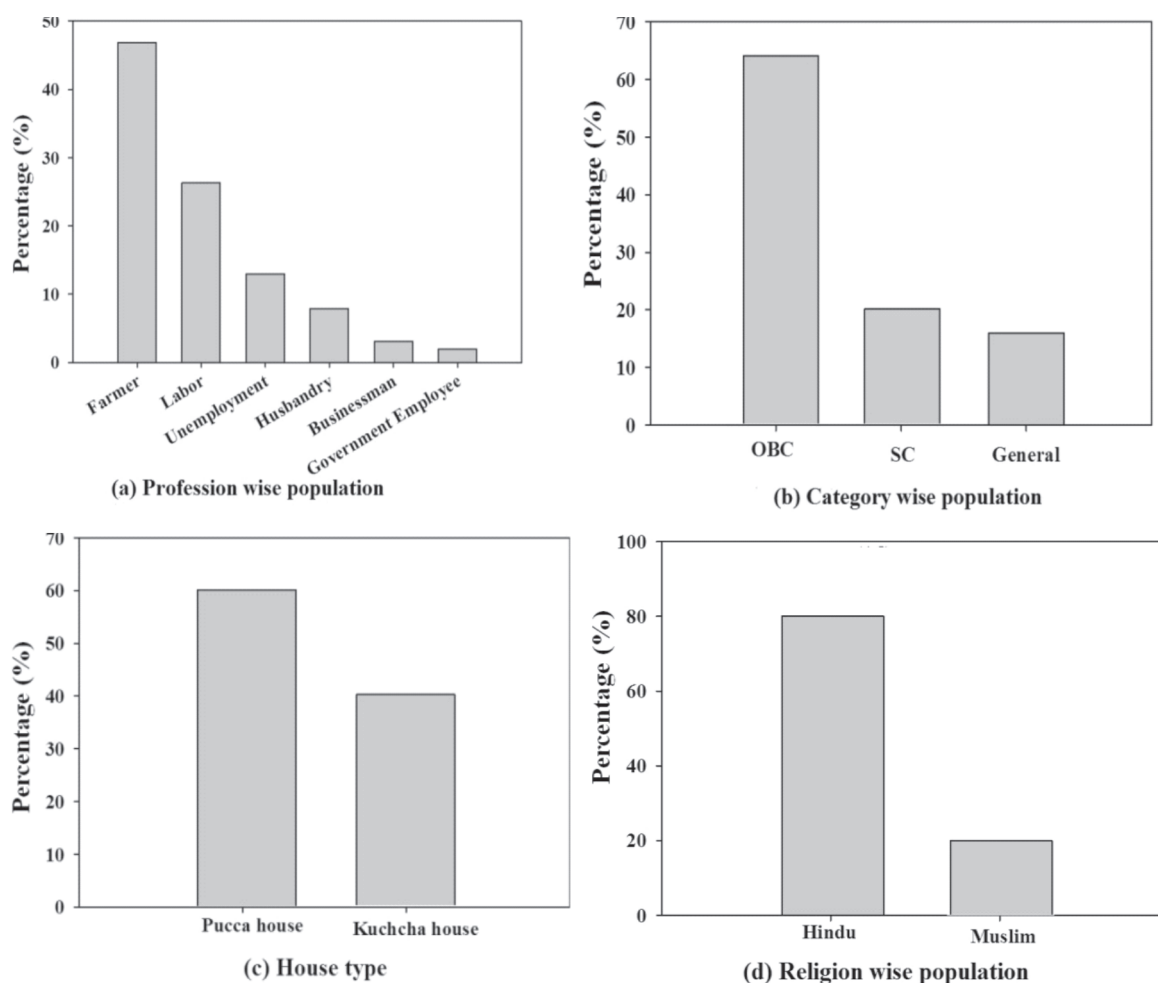 50
40
30
20
10
0
Percentage (%)
Farmer
Labor
Unemployment
Husbandry
Businessman
Government Employee
(a) Profession wise population
70
60
50
40
30
20
10
0
Percentage (%)
OBC
SC
General
(b) Category wise population
70
60
50
40
30
20
10
0
Percentage (%)
Pucca house
Kuchcha house
(c) House type
100
80
60
40
20
0
Percentage (%)
Hindu
Muslim
(d) Religion wise population